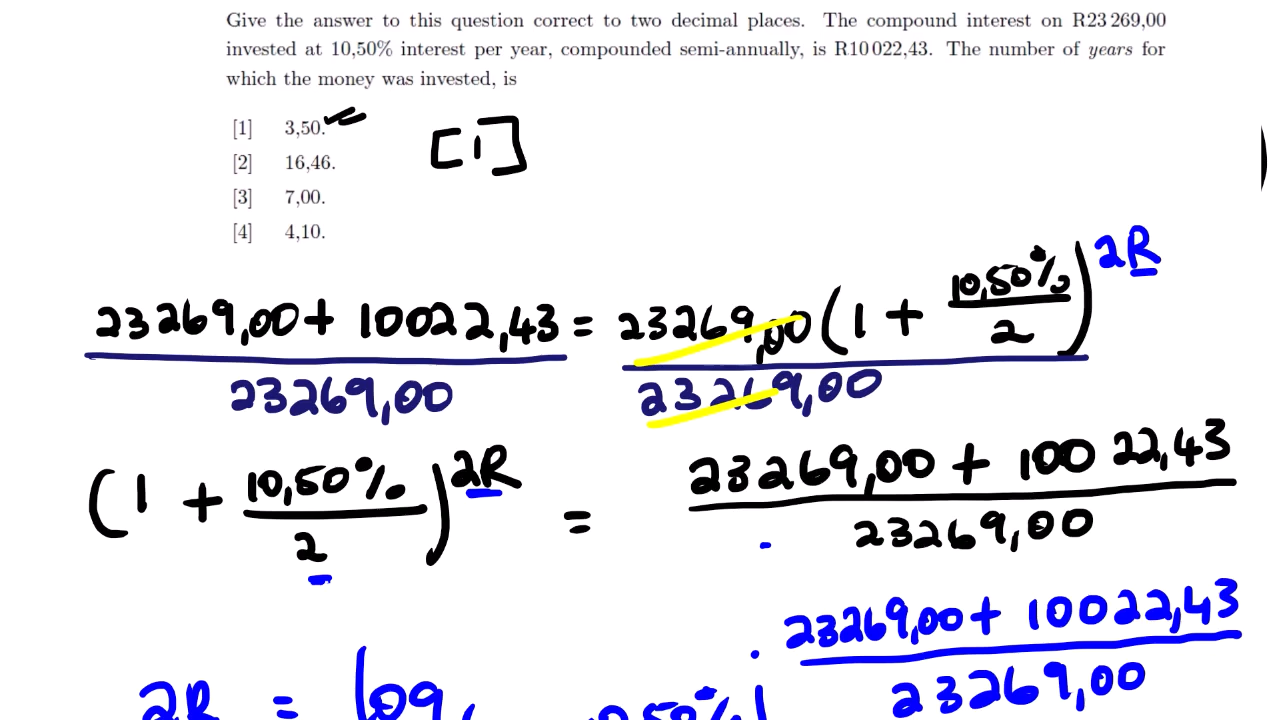 Give the answer to this question correct to two decimal places. The compound interest on R23 269,00
invested at 10,50% interest per year, compounded semi-annually, is R10 022,43. The number of years for
which the money was invested, is
[1] 3,50.
[2] 16,46.
[3] 7,00.
[4] 4,10.
[1]
23269,00 + 10022,43 = 23269,00 (1 + 10,50%/2)^2R
23269,00 23269,00
(1 + 10,50%/2)^2R = 23269,00 + 10022,43
23269,00
23269,00 + 10022,43
23269,00
2R = log